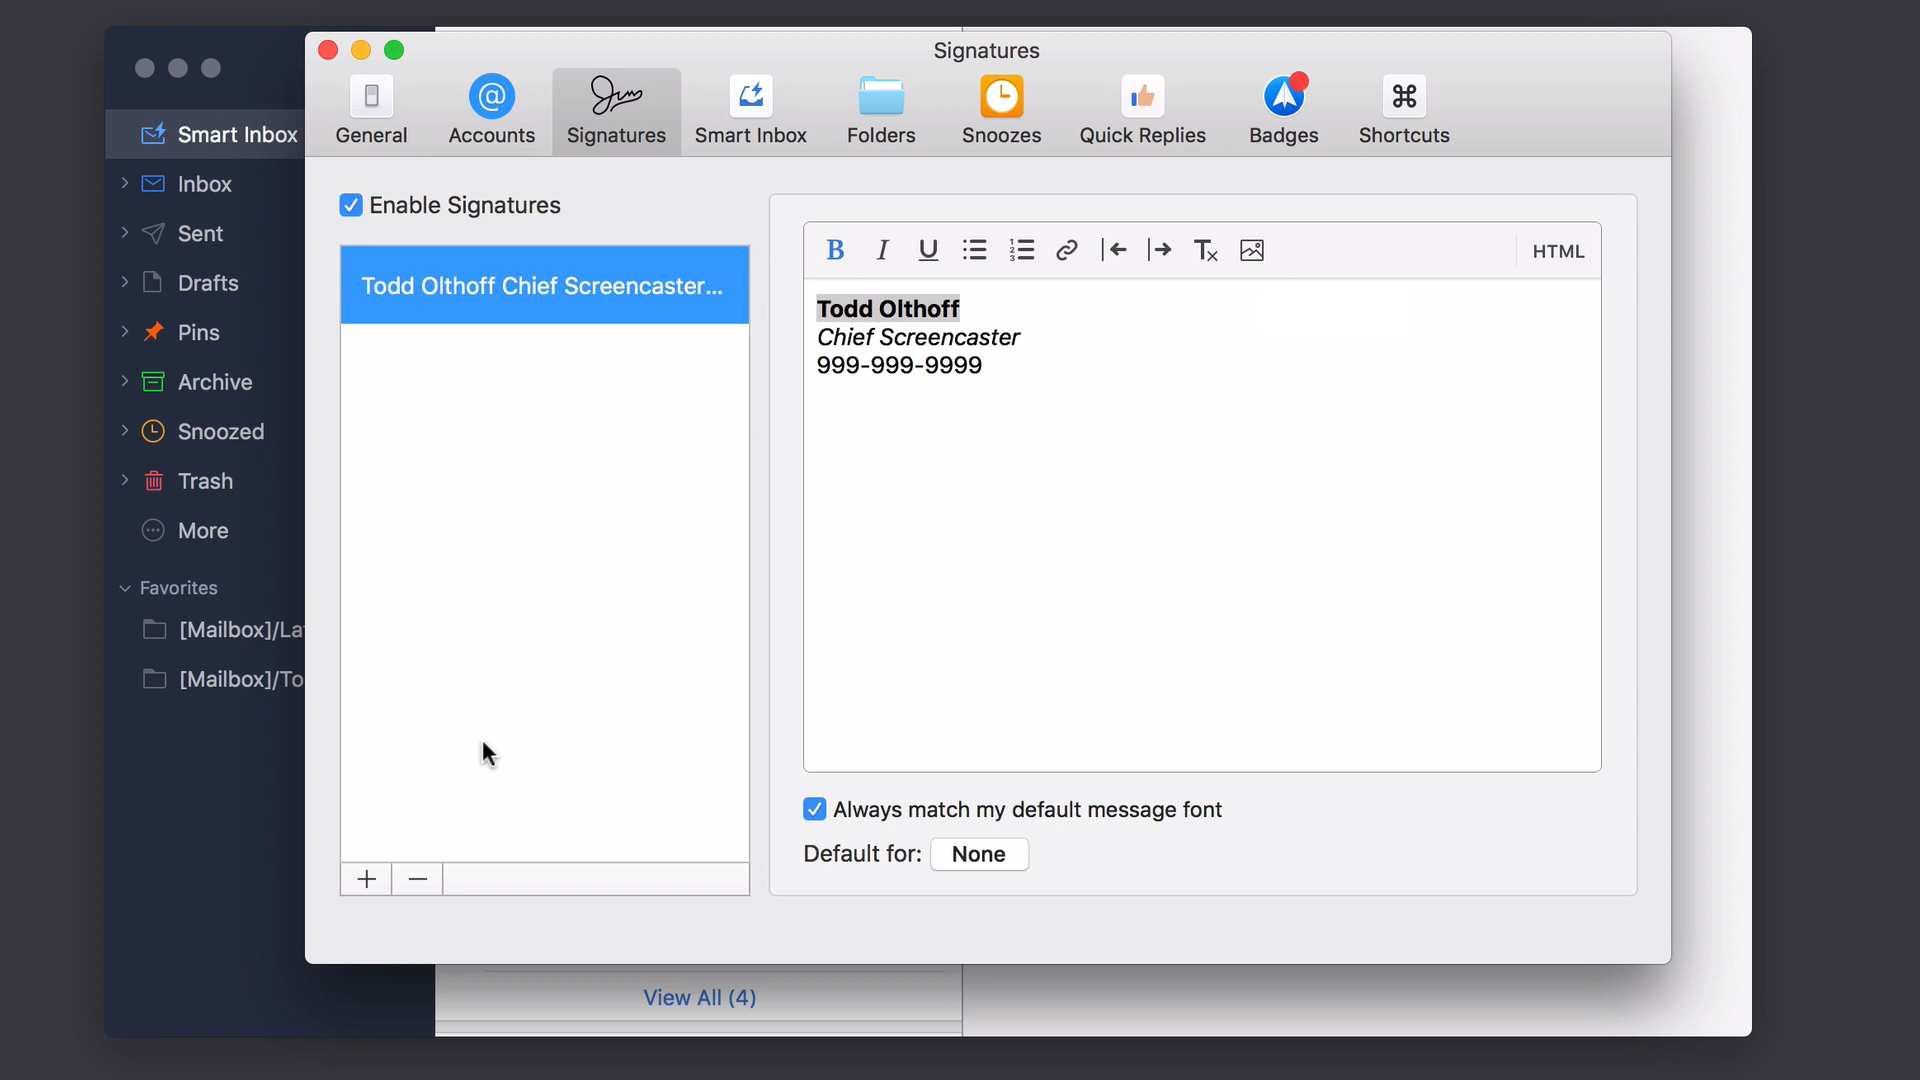 Signatures
General
Accounts
Signatures
Smart Inbox
Folders
Snoozes
Quick Replies
Badges
Shortcuts
Smart Inbox
Inbox
Sent
Drafts
Pins
Archive
Snoozed
Trash
More
Favorites
[Mailbox]/La
[Mailbox]/To
Enable Signatures
Todd Olthoff Chief Screencaster...
B I U HTML
Todd Olthoff
Chief Screencaster
999-999-9999
Always match my default message font
Default for: None
View All (4)